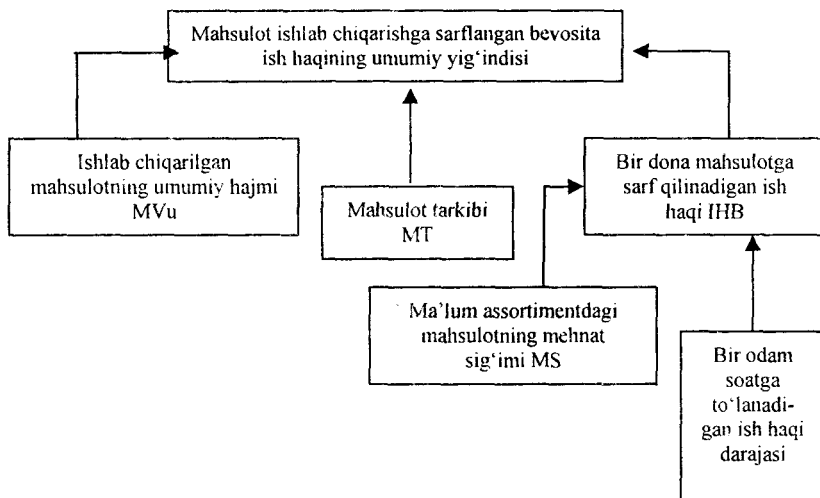 Mahsulot ishlab chiqarishga sarflangan bevosita
ish haqining umumiy yig‘indisi
Ishlab chiqarilgan
mahsulotning umumiy hajmi
MVu
Mahsulot tarkibi
MT
Bir dona mahsulotga
sarf qilinadigan ish
haqi IHB
Ma’lum assortimentdagi
mahsulotning mehnat
sig‘imi MS
Bir odam
soatga
to‘lanadi-
gan ish haqi
darajasi